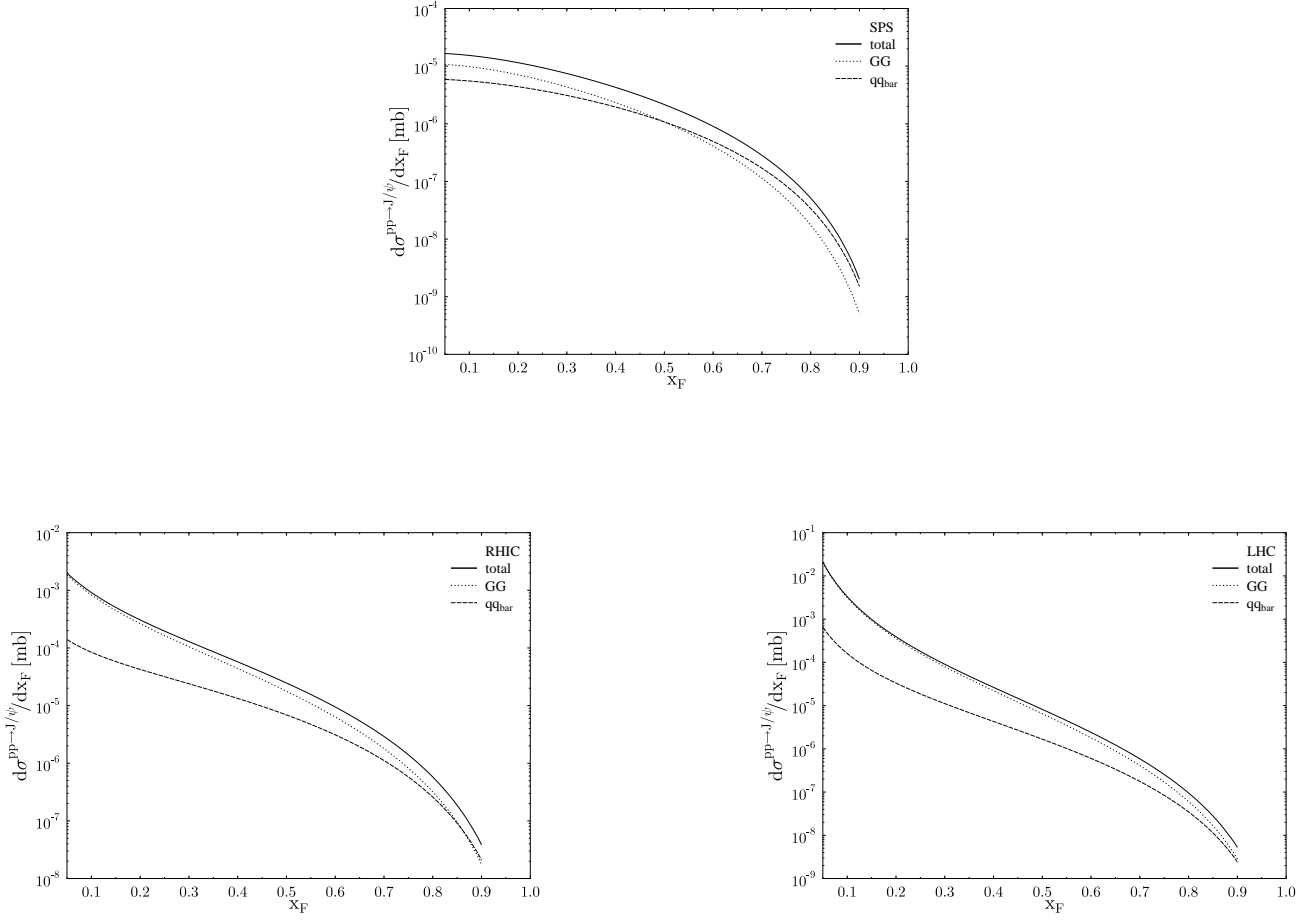 10⁻⁴
10⁻⁵
10⁻⁶
10⁻⁷
10⁻⁸
10⁻⁹
10⁻¹⁰
dσ^{pp→J/ψ}/dx_F [mb]
SPS
total
GG
qq_bar
0.1 0.2 0.3 0.4 0.5 0.6 0.7 0.8 0.9 1.0
x_F
10⁻²
10⁻³
10⁻⁴
10⁻⁵
10⁻⁶
10⁻⁷
10⁻⁸
dσ^{pp→J/ψ}/dx_F [mb]
RHIC
total
GG
qq_bar
0.1 0.2 0.3 0.4 0.5 0.6 0.7 0.8 0.9 1.0
x_F
10⁻¹
10⁻²
10⁻³
10⁻⁴
10⁻⁵
10⁻⁶
10⁻⁷
10⁻⁸
10⁻⁹
dσ^{pp→J/ψ}/dx_F [mb]
LHC
total
GG
qq_bar
0.1 0.2 0.3 0.4 0.5 0.6 0.7 0.8 0.9 1.0
x_F